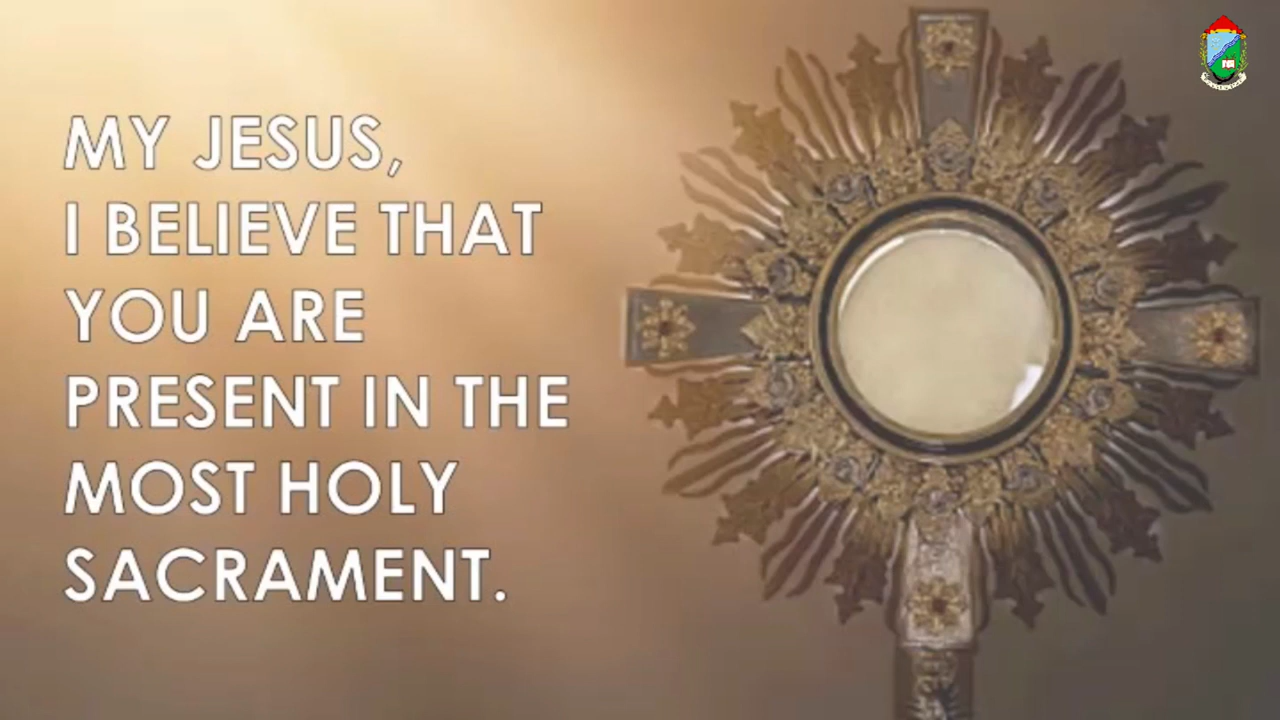 MY JESUS,
I BELIEVE THAT
YOU ARE
PRESENT IN THE
MOST HOLY
SACRAMENT.